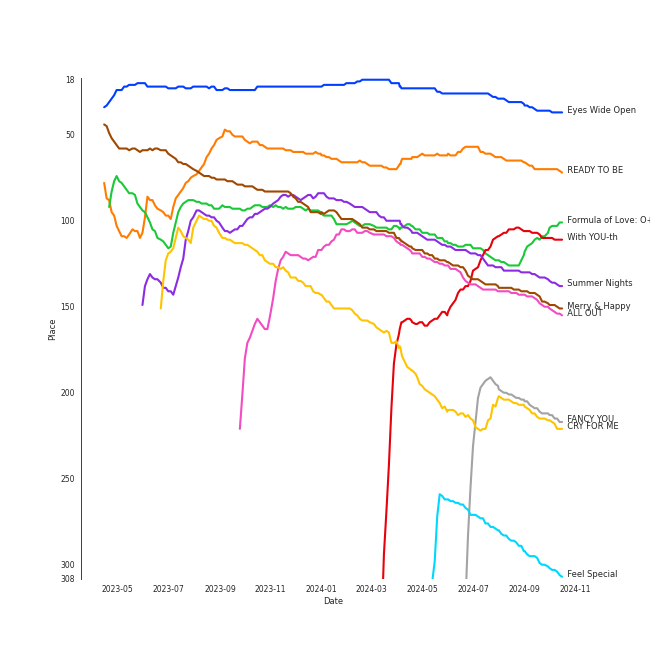 18
Eyes Wide Open
50
READY TO BE
100
Formula of Love: O+
With YOU-th
150
Summer Nights
Merry & Happy
ALL OUT
Place
200
FANCY YOU
CRY FOR ME
250
300
Feel Special
308
2023-05 2023-07 2023-09 2023-11 2024-01 2024-03 2024-05 2024-07 2024-09 2024-11
Date